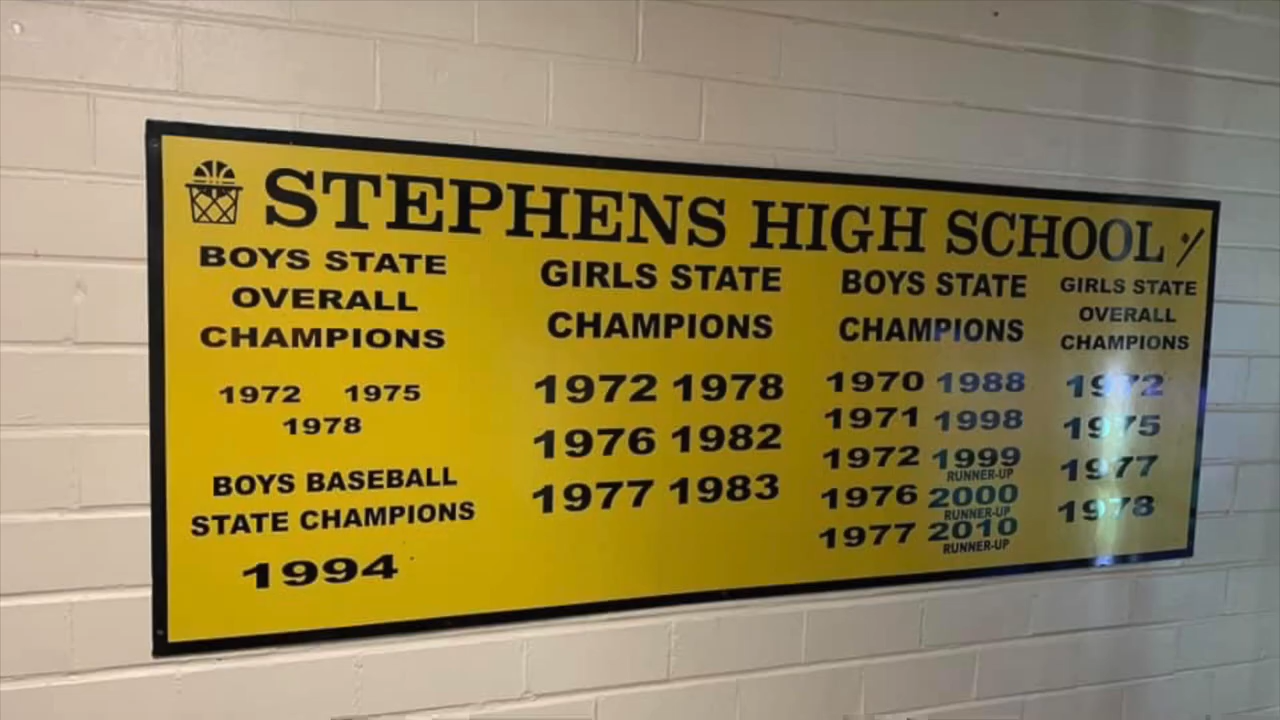 STEPHENS HIGH SCHOOL
BOYS STATE
OVERALL
CHAMPIONS
1972 1975
1978
BOYS BASEBALL
STATE CHAMPIONS
1994
GIRLS STATE
CHAMPIONS
1972 1978
1976 1982
1977 1983
BOYS STATE
CHAMPIONS
1970 1988
1971 1998
1972 1999
RUNNER-UP
1976 2000
RUNNER-UP
1977 2010
RUNNER-UP
GIRLS STATE
OVERALL
CHAMPIONS
1972
1975
1977
1978